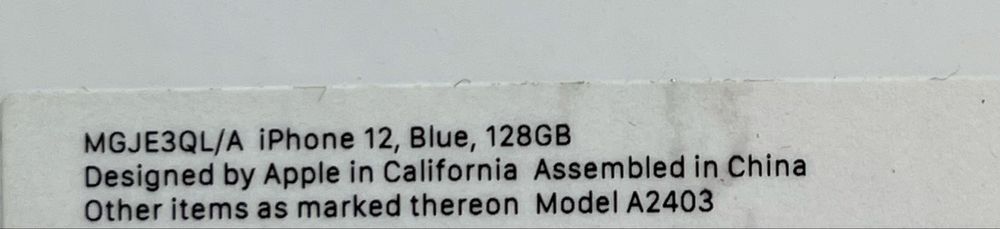 MGJE3QL/A iPhone 12, Blue, 128GB
Designed by Apple in California Assembled in China
Other items as marked thereon Model A2403